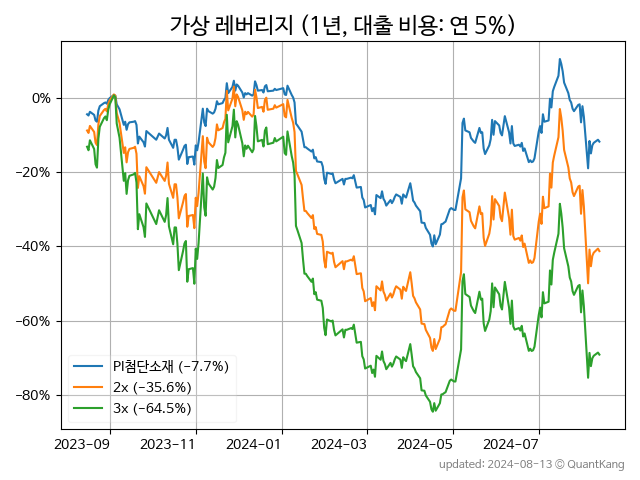 가상 레버리지 (1년, 대출 비용: 연 5%)
0%
−20%
−40%
−60%
−80%
PI첨단소재 (−7.7%)
2x (−35.6%)
3x (−64.5%)
2023-09 2023-11 2024-01 2024-03 2024-05 2024-07
updated: 2024-08-13 © QuantKang